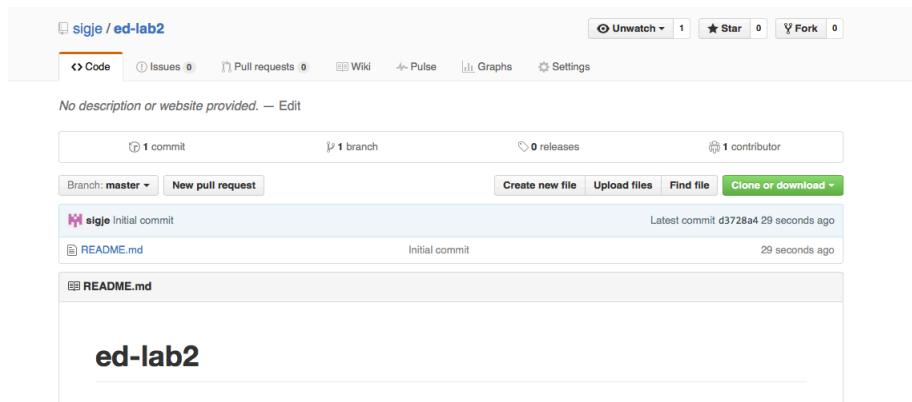 sigje / ed-lab2 Unwatch 1 Star 0 Fork 0
Code Issues 0 Pull requests 0 Wiki Pulse Graphs Settings
No description or website provided. — Edit
1 commit 1 branch 0 releases 1 contributor
Branch: master New pull request Create new file Upload files Find file Clone or download
sigje Initial commit Latest commit d3728a4 29 seconds ago
README.md Initial commit 29 seconds ago
README.md
ed-lab2